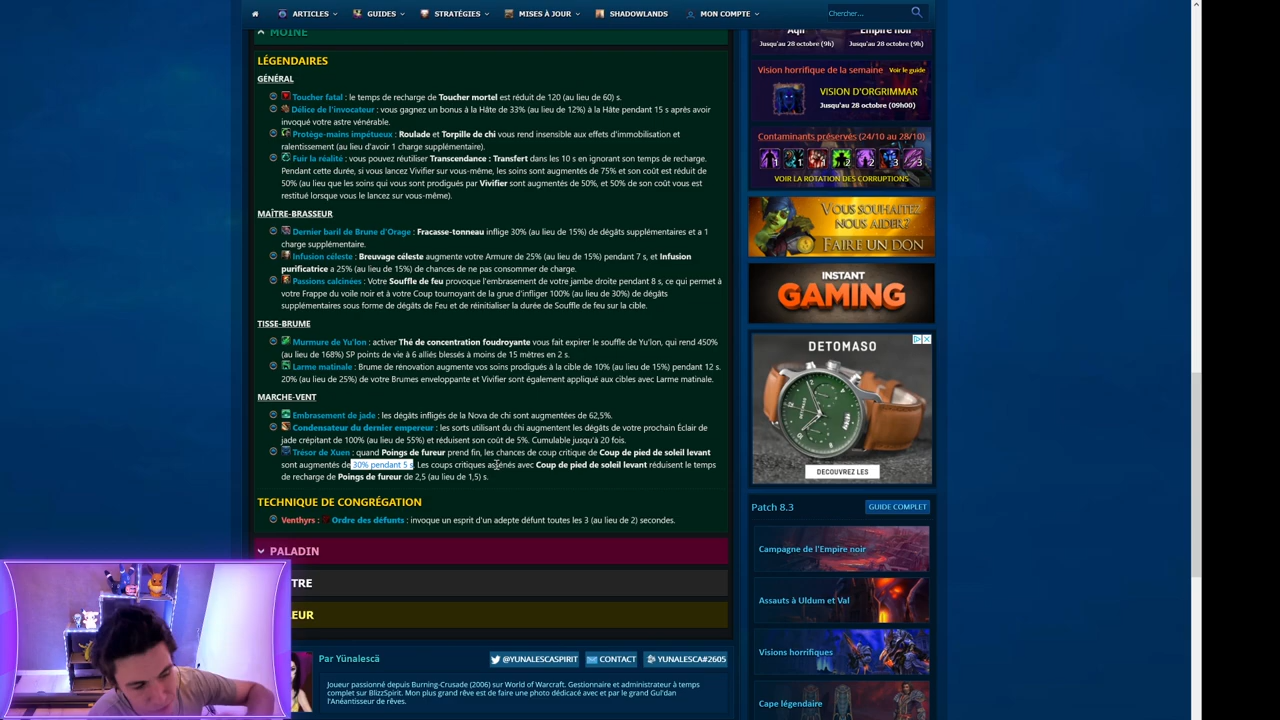 ARTICLES
GUIDES
STRATÉGIES
MISES À JOUR
SHADOWLANDS
MON COMPTE
Chercher...
MOINE
LÉGENDAIRES
GÉNÉRAL
Toucher fatal : le temps de recharge de Toucher mortel est réduit de 120 (au lieu de 60) s.
Délice de l'invocateur : vous gagnez un bonus à la Hâte de 33% (au lieu de 12%) à la Hâte pendant 15 s après avoir
invoqué votre astre vénérable.
Protège-mains impétueux : Roulade et Torpille de chi vous rend insensible aux effets d'immobilisation et
ralentissement (au lieu d'avoir 1 charge supplémentaire).
Fuir la réalité : vous pouvez réutiliser Transcendance : Transfert dans les 10 s en ignorant son temps de recharge.
Pendant cette durée, si vous lancez Vivifier sur vous-même, les soins sont augmentés de 75% et son coût est réduit de
50% (au lieu que les soins qui vous sont prodigués par Vivifier sont augmentés de 50%, et 50% de son coût vous est
restitué lorsque vous le lancez sur vous-même).
MAÎTRE-BRASSEUR
Dernier baril de Brune d'Orage : Fracasse-tonneau inflige 30% (au lieu de 15%) de dégâts supplémentaires et a 1
charge supplémentaire.
Infusion céleste : Breuvage céleste augmente votre Armure de 25% (au lieu de 15%) pendant 7 s, et Infusion
purificatrice a 25% (au lieu de 15%) de chances de ne pas consommer de charge.
Passions calcinées : Votre Souffle de feu provoque l'embrasement de votre jambe droite pendant 8 s, ce qui permet à
votre Frappe du voile noir et à votre Coup tournoyant de la grue d'infliger 100% (au lieu de 30%) de dégâts
supplémentaires sous forme de dégâts de Feu et de réinitialiser la durée de Souffle de feu sur la cible.
TISSE-BRUME
Murmure de Yu'lon : activer Thé de concentration foudroyante vous fait expirer le souffle de Yu'lon, qui rend 450%
(au lieu de 168%) SP points de vie à 6 alliés blessés à moins de 15 mètres en 2 s.
Larme matinale : Brume de rénovation augmente vos soins prodigués à la cible de 10% (au lieu de 15%) pendant 12 s.
20% (au lieu de 25%) de votre Brumes enveloppante et Vivifier sont également appliqué aux cibles avec Larme matinale.
MARCHE-VENT
Embrasement de jade : les dégâts infligés de la Nova de chi sont augmentées de 62,5%.
Condensateur du dernier empereur : les sorts utilisant du chi augmentent les dégâts de votre prochain Éclair de
jade crépitant de 100% (au lieu de 55%) et réduisent son coût de 5%. Cumulable jusqu'à 20 fois.
Trésor de Xuen : quand Poings de fureur prend fin, les chances de coup critique de Coup de pied de soleil levant
sont augmentés de 30% pendant 5 s. Les coups critiques assénés avec Coup de pied de soleil levant réduisent le temps
de recharge de Poings de fureur de 2,5 (au lieu de 1,5) s.
TECHNIQUE DE CONGRÉGATION
Venthyrs : Ordre des défunts : invoque un esprit d'un adepte défunt toutes les 3 (au lieu de 2) secondes.
PALADIN
TRE
EUR
Par Yünalescä
@YUNALESCASPIRIT
CONTACT
YUNALESCA#2605
Joueur passionné depuis Burning-Crusade (2006) sur World of Warcraft. Gestionnaire et administrateur à temps
complet sur BlizzSpirit. Mon plus grand rêve est de faire une photo dédicacé avec et par le grand Gul'dan
l'Anéantisseur de rêves.
Aqir
Empire noir
Jusqu'au 28 octobre (9h)
Jusqu'au 28 octobre (9h)
Vision horrifique de la semaine
Voir le guide
VISION D'ORGRIMMAR
Jusqu'au 28 octobre (09h00)
Contaminants préservés (24/10 au 28/10)
1 1 1 2 2 3 3
VOIR LA ROTATION DES CORRUPTIONS
VOUS SOUHAITEZ
NOUS AIDER?
FAIRE UN DON
INSTANT
GAMING
DETOMASO
DECOUVREZ LES
Patch 8.3
GUIDE COMPLET
Campagne de l'Empire noir
Assauts à Uldum et Val
Visions horrifiques
Cape légendaire